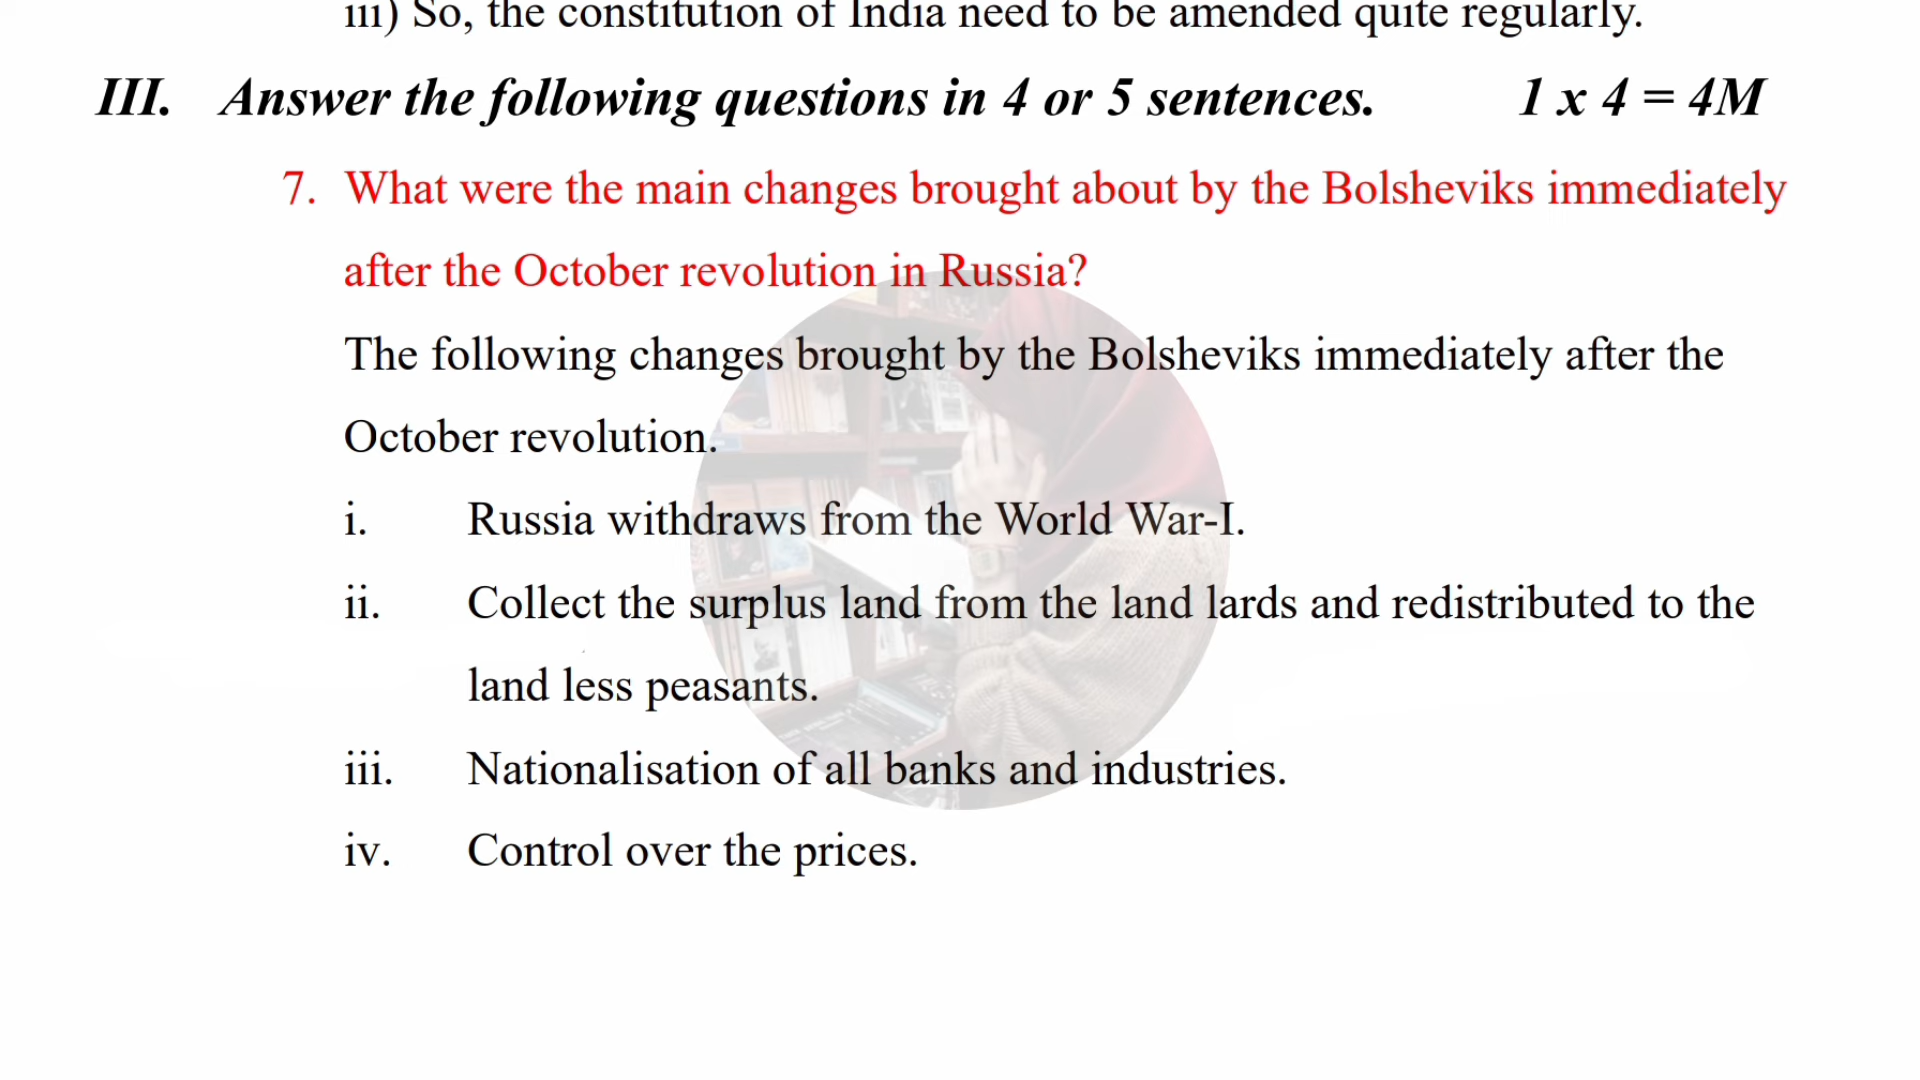 iii) So, the constitution of India need to be amended quite regularly.
III. Answer the following questions in 4 or 5 sentences. 1 x 4 = 4M
7. What were the main changes brought about by the Bolsheviks immediately
after the October revolution in Russia?
The following changes brought by the Bolsheviks immediately after the
October revolution.
i. Russia withdraws from the World War-I.
ii. Collect the surplus land from the land lards and redistributed to the
land less peasants.
iii. Nationalisation of all banks and industries.
iv. Control over the prices.